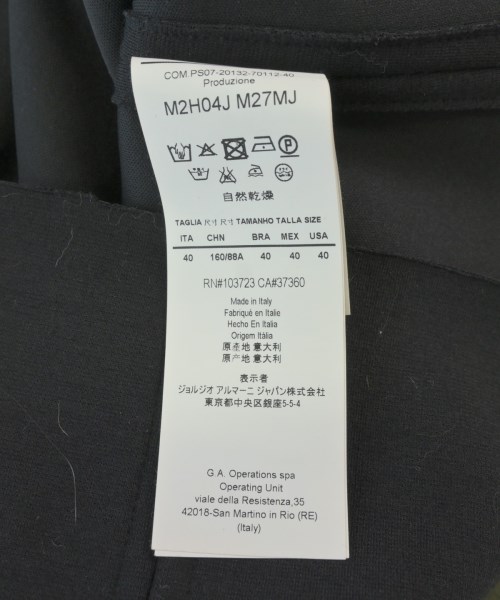 COM.PS07-20132-70112-40
Produzione
M2H04J M27MJ
P
自然乾燥
TAGLIA 尺寸 尺寸 TAMANHO TALLA SIZE
ITA CHN BRA MEX USA
40 160/88A 40 40 40
RN#103723 CA#37360
Made in Italy
Fabriqué en Italie
Hecho En Italia
Origem Itália
原產地 意大利
原产地 意大利
表示者
ジョルジオ アルマーニ ジャパン株式会社
東京都中央区銀座5-5-4
G.A. Operations spa
Operating Unit
viale della Resistenza,35
42018-San Martino in Rio (RE)
(Italy)